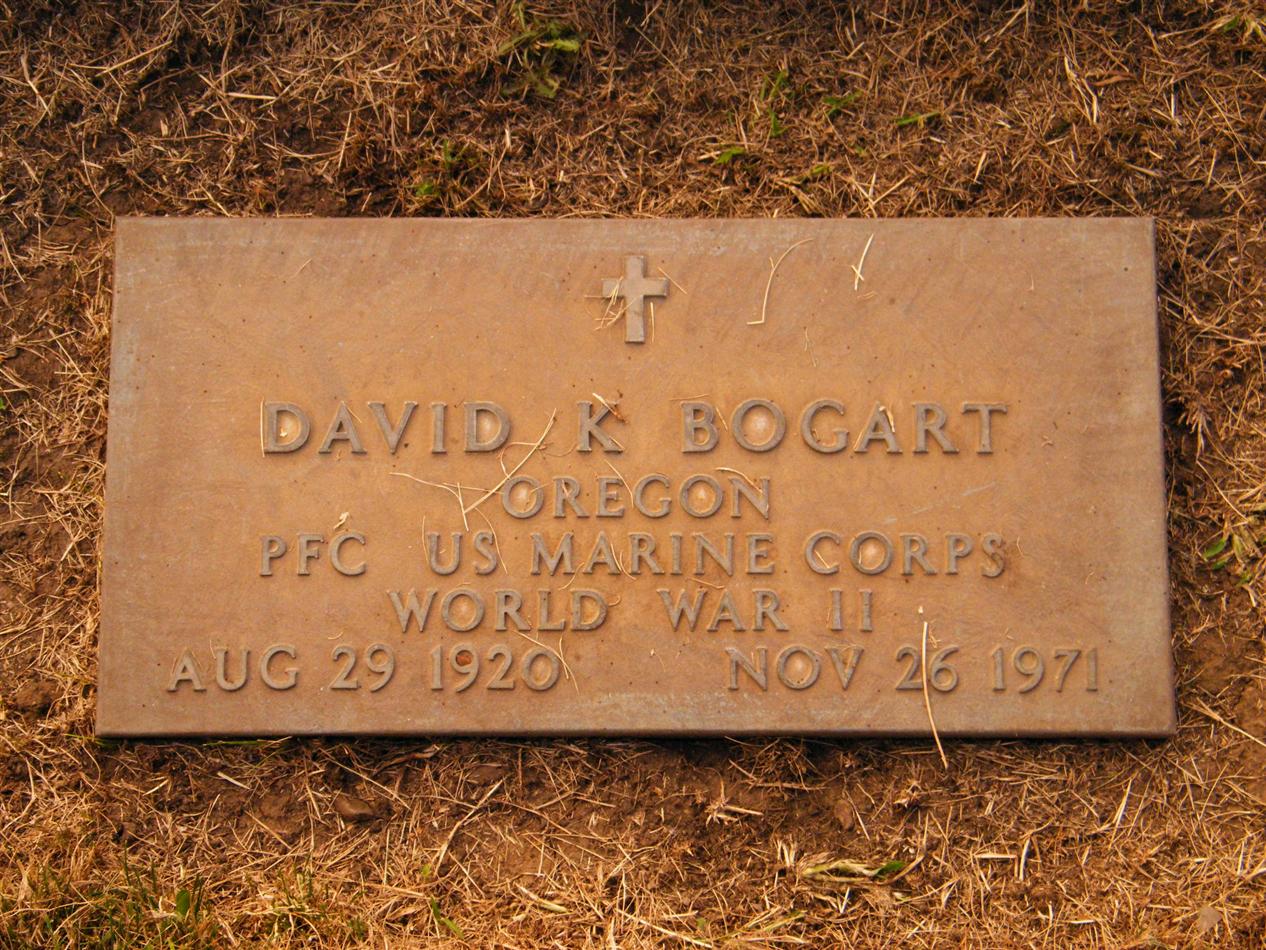 DAVID K BOGART
OREGON
PFC US MARINE CORPS
WORLD WAR II
AUG 29 1920 NOV 26 1971